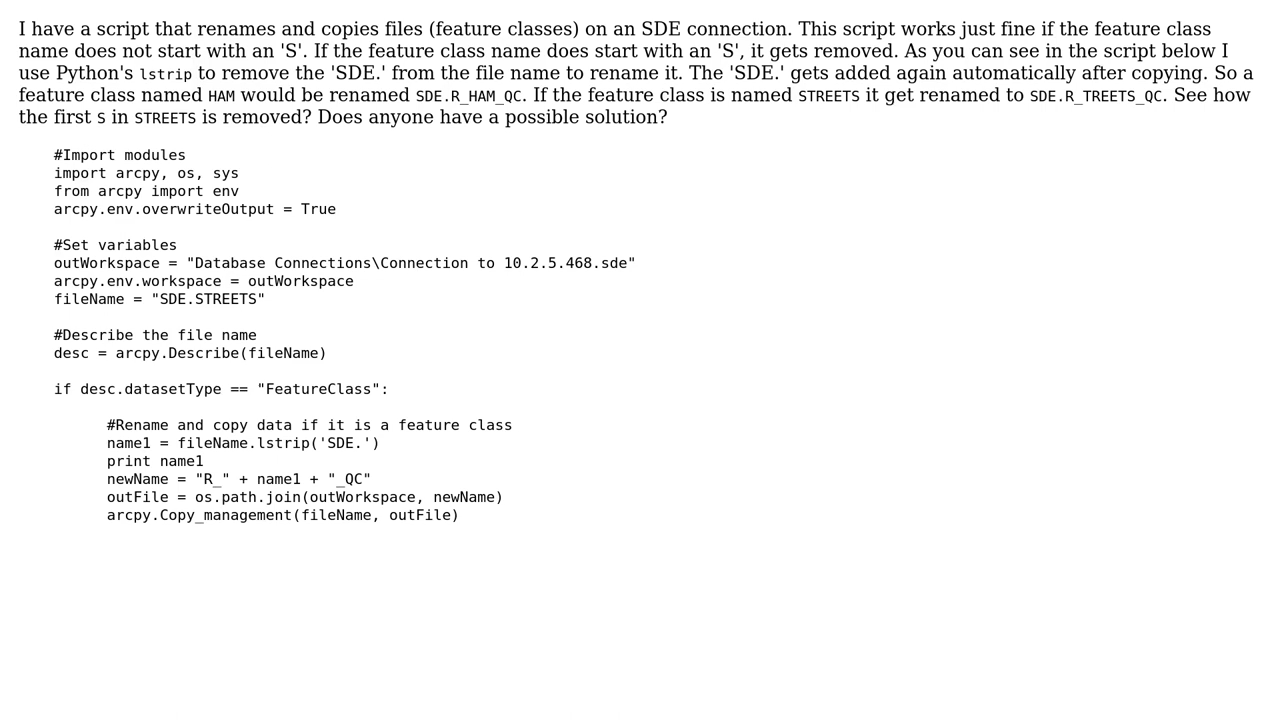 I have a script that renames and copies files (feature classes) on an SDE connection. This script works just fine if the feature class
name does not start with an 'S'. If the feature class name does start with an 'S', it gets removed. As you can see in the script below I
use Python's lstrip to remove the 'SDE.' from the file name to rename it. The 'SDE.' gets added again automatically after copying. So a
feature class named HAM would be renamed SDE.R_HAM_QC. If the feature class is named STREETS it get renamed to SDE.R_TREETS_QC. See how
the first S in STREETS is removed? Does anyone have a possible solution?
#Import modules
import arcpy, os, sys
from arcpy import env
arcpy.env.overwriteOutput = True
#Set variables
outWorkspace = "Database Connections\Connection to 10.2.5.468.sde"
arcpy.env.workspace = outWorkspace
fileName = "SDE.STREETS"
#Describe the file name
desc = arcpy.Describe(fileName)
if desc.datasetType == "FeatureClass":
#Rename and copy data if it is a feature class
name1 = fileName.lstrip('SDE.')
print name1
newName = "R_" + name1 + "_QC"
outFile = os.path.join(outWorkspace, newName)
arcpy.Copy_management(fileName, outFile)